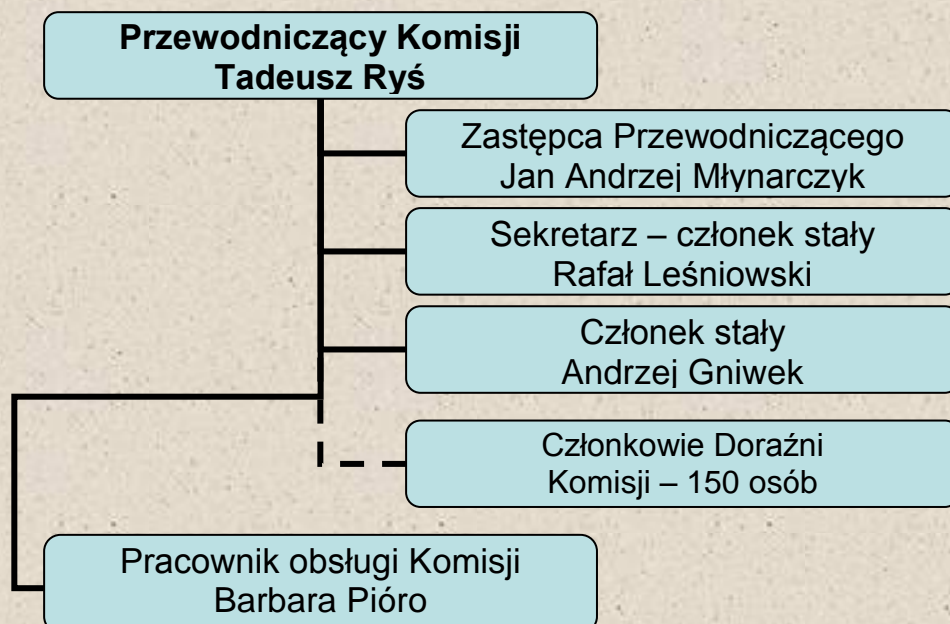 Przewodniczący Komisji
Tadeusz Ryś
Zastępca Przewodniczącego
Jan Andrzej Młynarczyk
Sekretarz – członek stały
Rafał Leśniowski
Członek stały
Andrzej Gniwek
Członkowie Doraźni
Komisji – 150 osób
Pracownik obsługi Komisji
Barbara Pióro